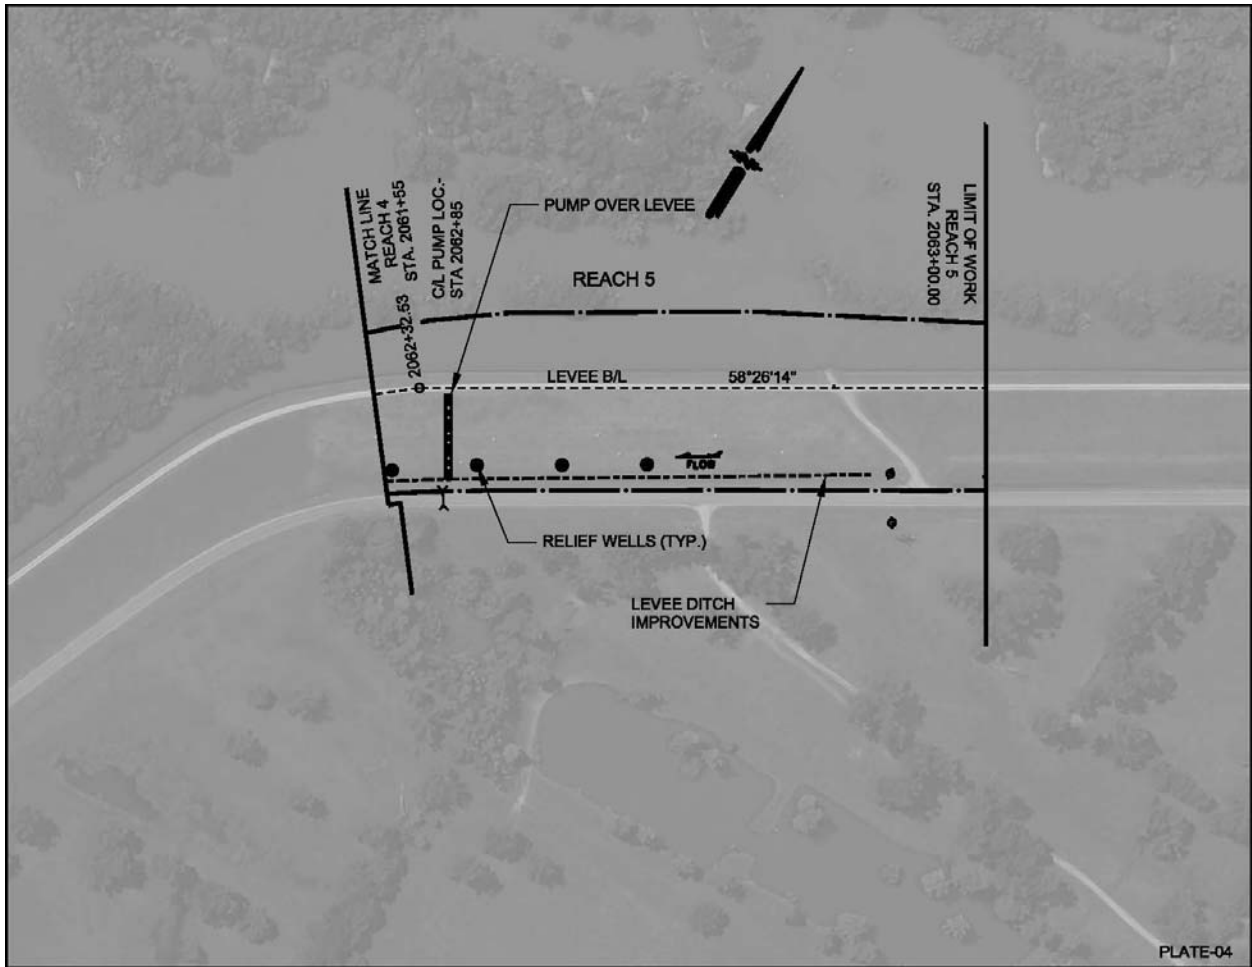 MATCH LINE
REACH 4
STA. 2061+55
C/L PUMP LOC.-
STA 2062+85
2062+32.53
PUMP OVER LEVEE
REACH 5
LIMIT OF WORK
REACH 5
STA. 2063+00.00
LEVEE B/L
58°26'14"
FLOW
RELIEF WELLS (TYP.)
LEVEE DITCH
IMPROVEMENTS
PLATE-04